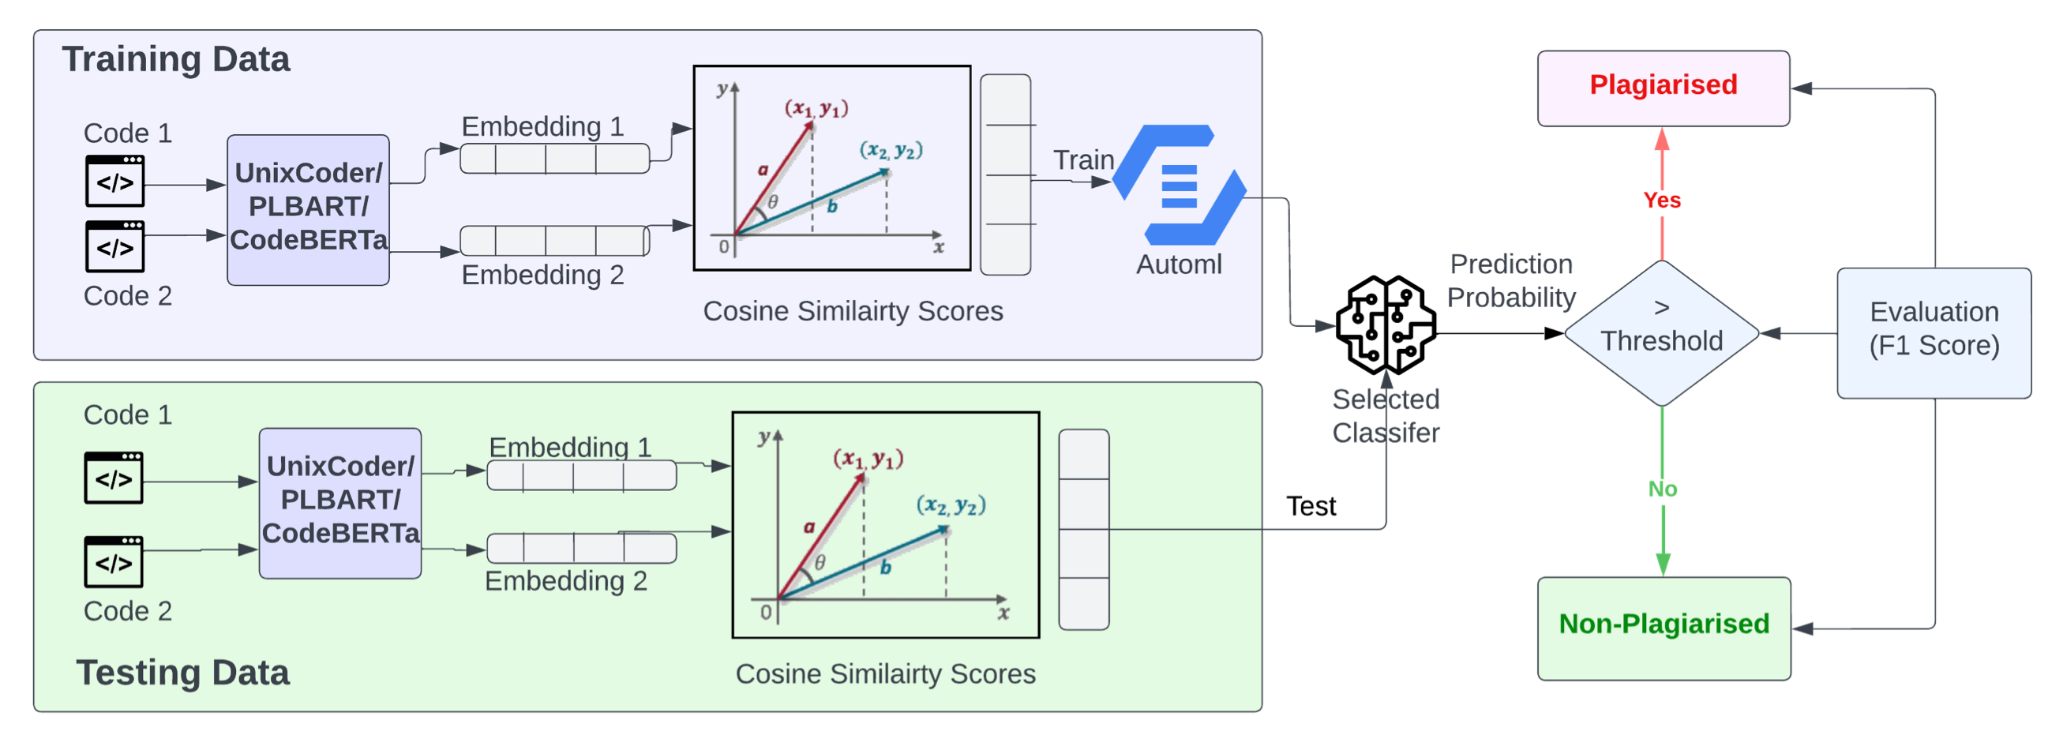 Training Data
Code 1
</>
</>
Code 2
UnixCoder/
PLBART/
CodeBERTa
Embedding 1
Embedding 2
y
(x1, y1)
(x2, y2)
a
θ
b
0
x
Cosine Similairty Scores
Train
Automl
Testing Data
Code 1
</>
</>
Code 2
UnixCoder/
PLBART/
CodeBERTa
Embedding 1
Embedding 2
y
(x1, y1)
(x2, y2)
a
θ
b
0
x
Cosine Similairty Scores
Test
Selected
Classifer
Prediction
Probability
>
Threshold
Yes
Plagiarised
No
Non-Plagiarised
Evaluation
(F1 Score)